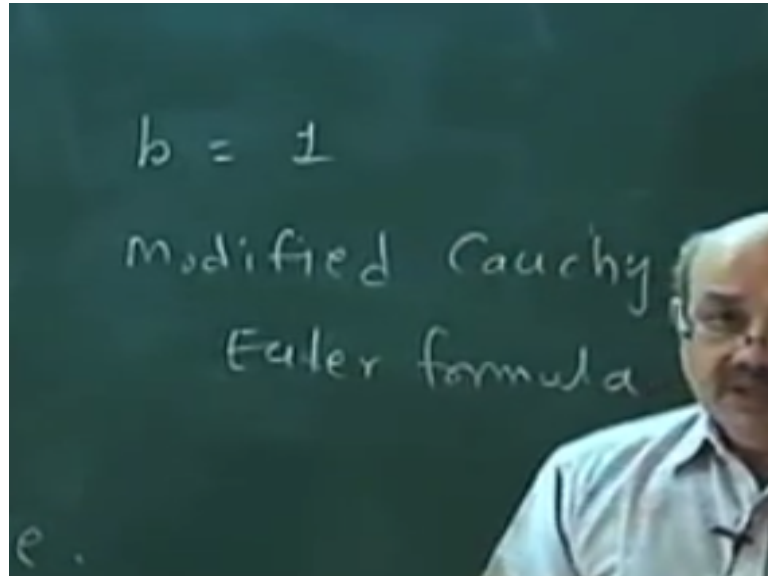 b = 1
Modified Cauchy
Euler formula
e.